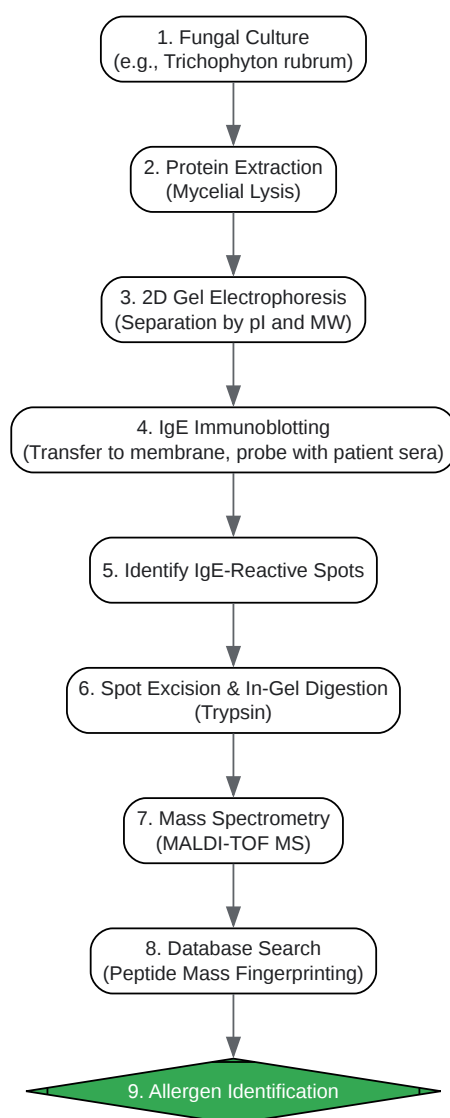 1. Fungal Culture
(e.g., Trichophyton rubrum)
2. Protein Extraction
(Mycelial Lysis)
3. 2D Gel Electrophoresis
(Separation by pI and MW)
4. IgE Immunoblotting
(Transfer to membrane, probe with patient sera)
5. Identify IgE-Reactive Spots
6. Spot Excision & In-Gel Digestion
(Trypsin)
7. Mass Spectrometry
(MALDI-TOF MS)
8. Database Search
(Peptide Mass Fingerprinting)
9. Allergen Identification